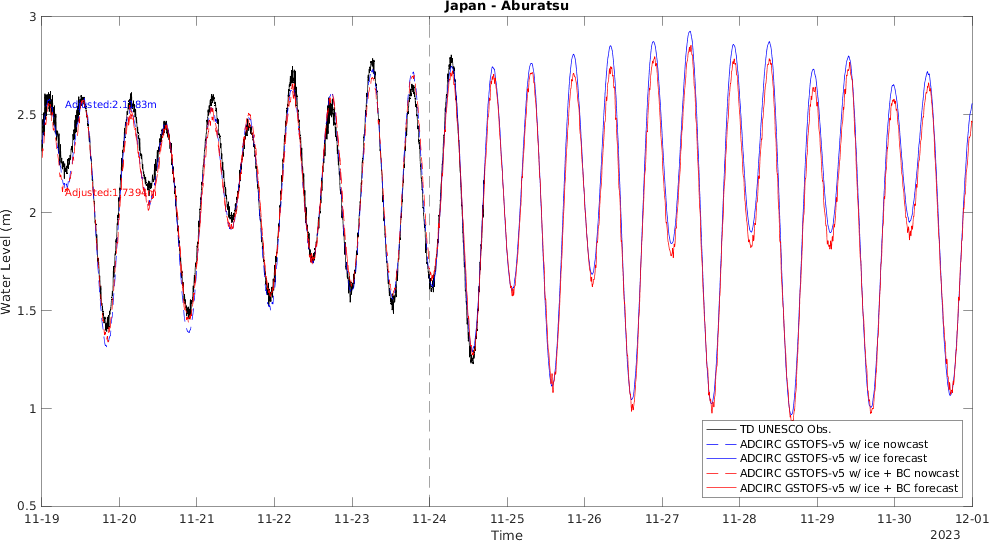 Japan - Aburatsu
3
2.5
2
1.5
1
0.5
Water Level (m)
11-19
11-20
11-21
11-22
11-23
11-24
11-25
11-26
11-27
11-28
11-29
11-30
12-01
Time
2023
TD UNESCO Obs.
ADCIRC GSTOFS-v5 w/ ice nowcast
ADCIRC GSTOFS-v5 w/ ice forecast
ADCIRC GSTOFS-v5 w/ ice + BC nowcast
ADCIRC GSTOFS-v5 w/ ice + BC forecast